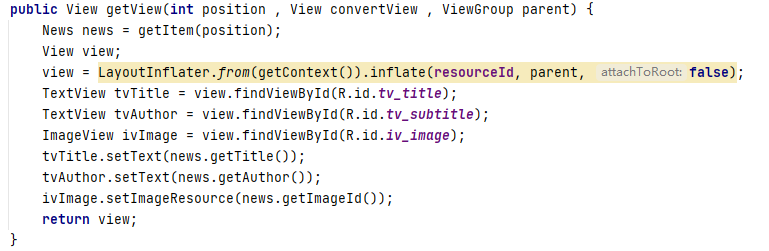 public View getView(int position , View convertView , ViewGroup parent) {
    News news = getItem(position);
    View view;
    view = LayoutInflater.from(getContext()).inflate(resourceId, parent, attachToRoot: false);
    TextView tvTitle = view.findViewById(R.id.tv_title);
    TextView tvAuthor = view.findViewById(R.id.tv_subtitle);
    ImageView ivImage = view.findViewById(R.id.iv_image);
    tvTitle.setText(news.getTitle());
    tvAuthor.setText(news.getAuthor());
    ivImage.setImageResource(news.getImageId());
    return view;
}